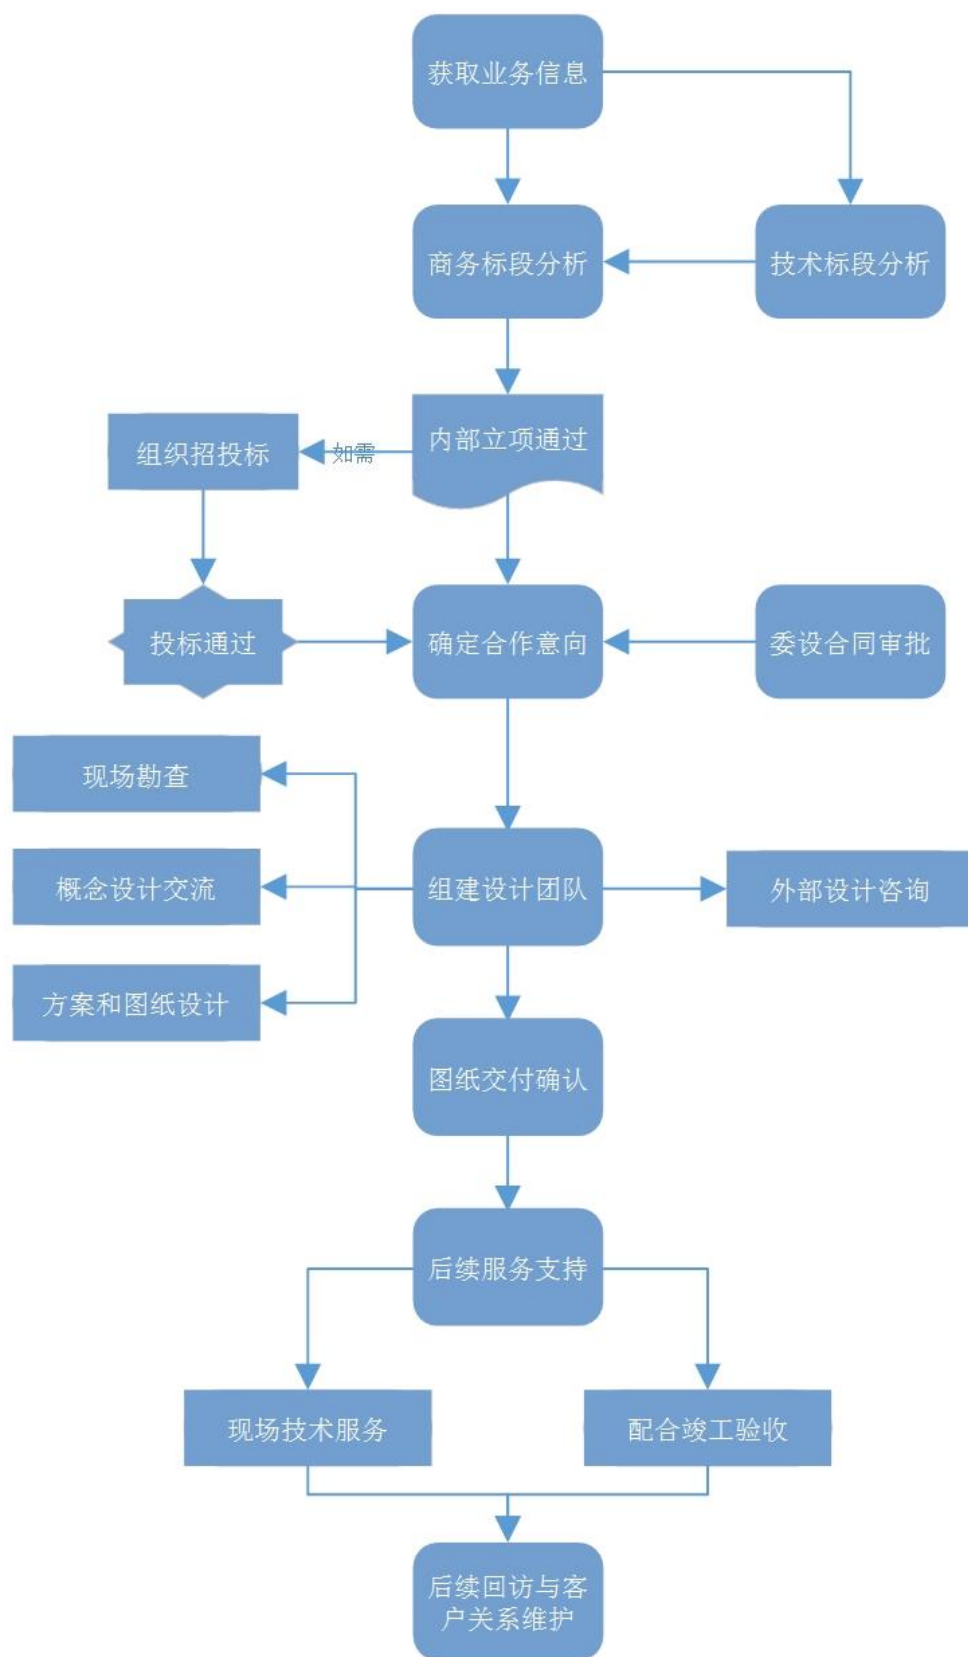 获取业务信息
商务标段分析
技术标段分析
内部立项通过
如需
组织招投标
投标通过
确定合作意向
委设合同审批
现场勘查
概念设计交流
组建设计团队
外部设计咨询
方案和图纸设计
图纸交付确认
后续服务支持
现场技术服务
配合竣工验收
后续回访与客
户关系维护